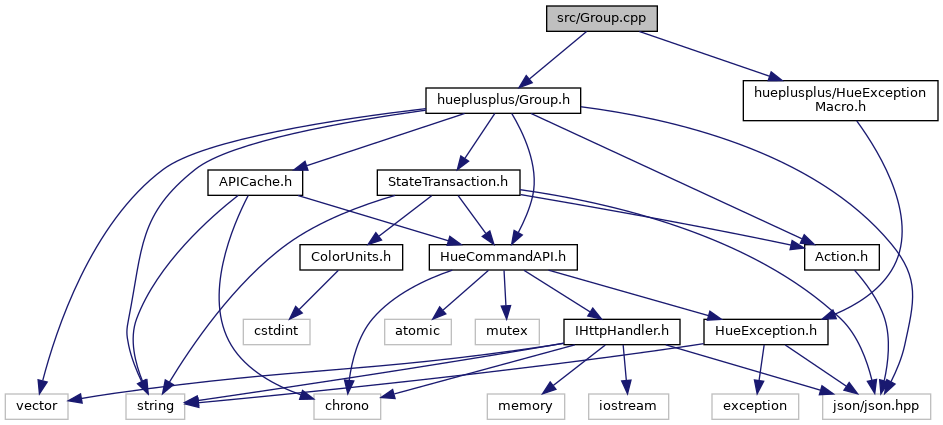 src/Group.cpp
hueplusplus/Group.h
hueplusplus/HueException
Macro.h
APICache.h
StateTransaction.h
ColorUnits.h
HueCommandAPI.h
Action.h
cstdint
atomic
mutex
IHttpHandler.h
HueException.h
vector
string
chrono
memory
iostream
exception
json/json.hpp